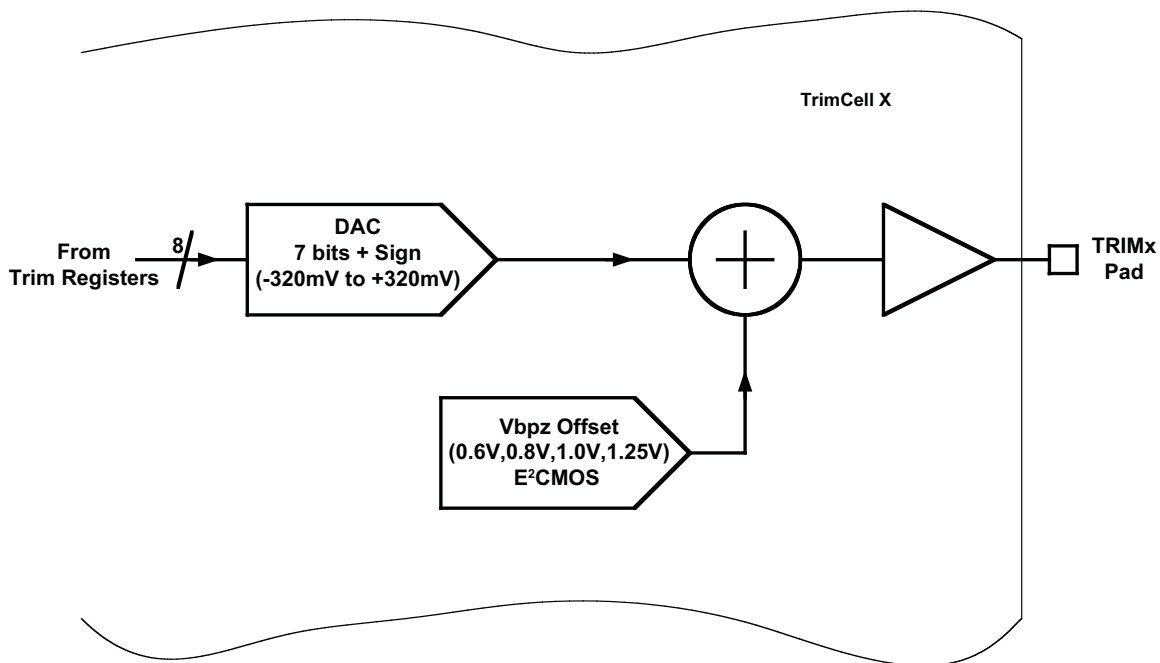 TrimCell X
DAC
7 bits + Sign
(-320mV to +320mV)
8
From
Trim Registers
TRIMx
Pad
Vbpz Offset
(0.6V,0.8V,1.0V,1.25V)
E²CMOS